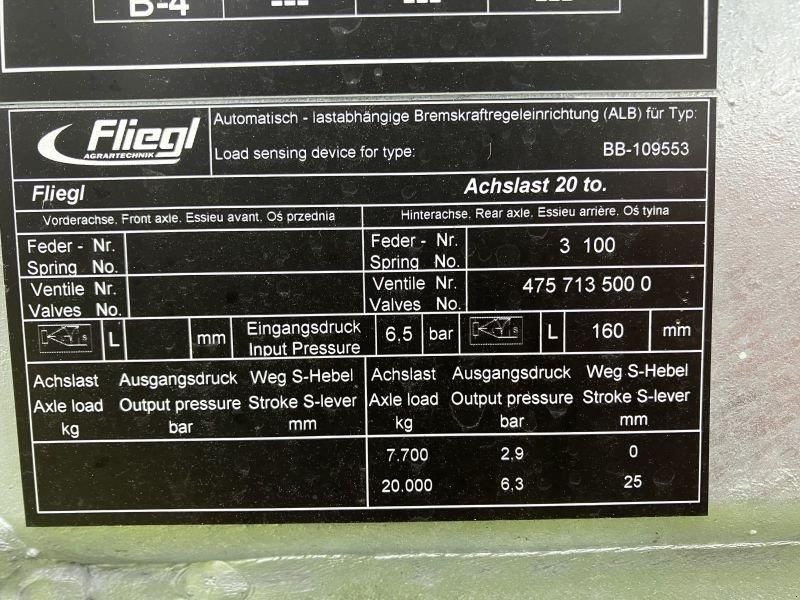 B-4 --- --- ---
Fliegl
AGRARTECHNIK
Automatisch - lastabhängige Bremskraftregeleinrichtung (ALB) für Typ:
Load sensing device for type: BB-109553
Fliegl Achslast 20 to.
Vorderachse. Front axle. Essieu avant. Oś przednia Hinterachse. Rear axle. Essieu arrière. Oś tylna
Feder - Nr. Feder - Nr. 3 100
Spring No. Spring No.
Ventile Nr. Ventile Nr. 475 713 500 0
Valves No. Valves No.
L mm Eingangsdruck 6,5 bar L 160 mm
Input Pressure
Achslast Ausgangsdruck Weg S-Hebel Achslast Ausgangsdruck Weg S-Hebel
Axle load Output pressure Stroke S-lever Axle load Output pressure Stroke S-lever
kg bar mm kg bar mm
7.700 2,9 0
20.000 6,3 25